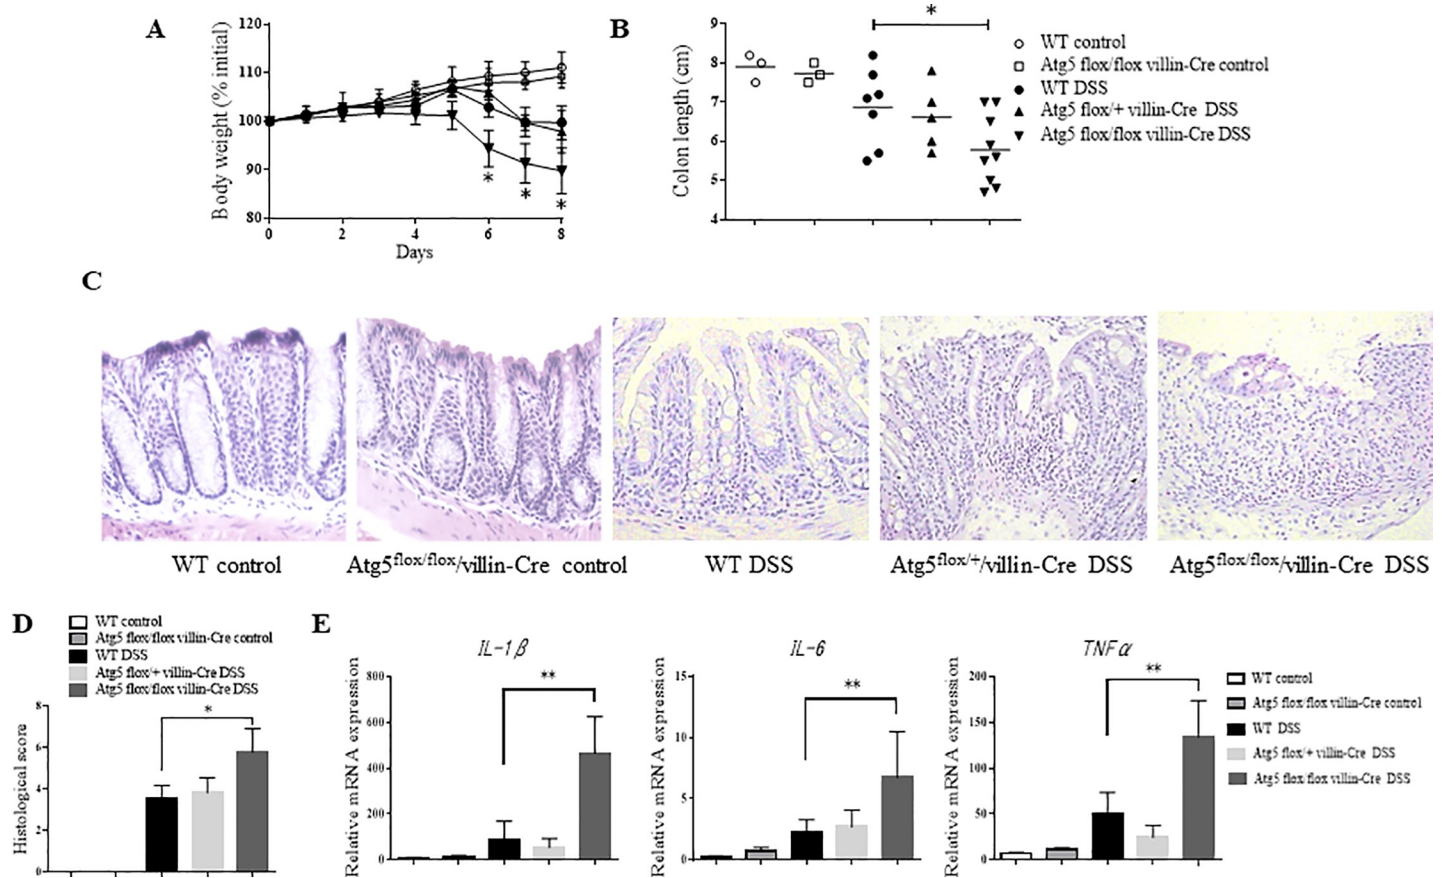 A
Body weight (% initial)
120
110
100
90
80
0 2 4 6 8
Days
*
*
*
B
Colon length (cm)
9
8
7
6
5
4
*
WT control
Atg5 flox/flox villin-Cre control
WT DSS
Atg5 flox/+ villin-Cre DSS
Atg5 flox/flox villin-Cre DSS
C
WT control
Atg5flox/flox/villin-Cre control
WT DSS
Atg5flox/+/villin-Cre DSS
Atg5flox/flox/villin-Cre DSS
D
WT control
Atg5 flox/flox villin-Cre control
WT DSS
Atg5 flox/+ villin-Cre DSS
Atg5 flox/flox villin-Cre DSS
Histological score
8
6
4
2
0
*
E
IL-1β
Relative mRNA expression
800
600
400
200
0
**
IL-6
Relative mRNA expression
15
10
5
0
**
TNFα
Relative mRNA expression
200
150
100
50
0
**
WT control
Atg5 flox/flox villin-Cre control
WT DSS
Atg5 flox/+ villin-Cre DSS
Atg5 flox/flox villin-Cre DSS